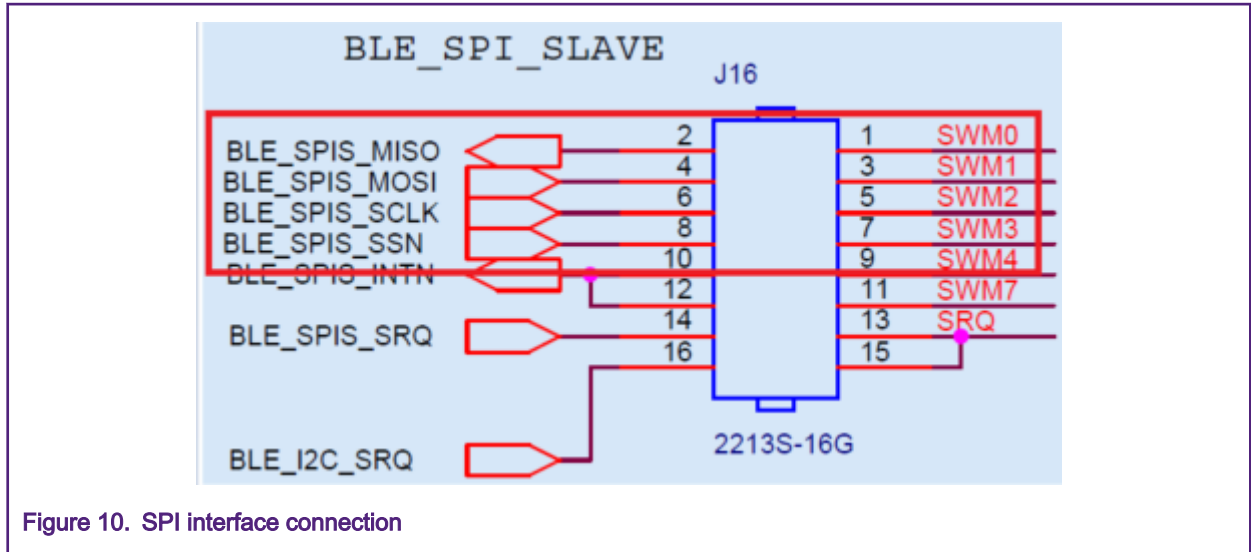 BLE_SPI_SLAVE
J16
BLE_SPIS_MISO 2 1 SWM0
BLE_SPIS_MOSI 4 3 SWM1
BLE_SPIS_SCLK 6 5 SWM2
BLE_SPIS_SSN 8 7 SWM3
BLE_SPIS_INTN 10 9 SWM4
12 11 SWM7
BLE_SPIS_SRQ 14 13 SRQ
16 15
BLE_I2C_SRQ
2213S-16G
Figure 10. SPI interface connection